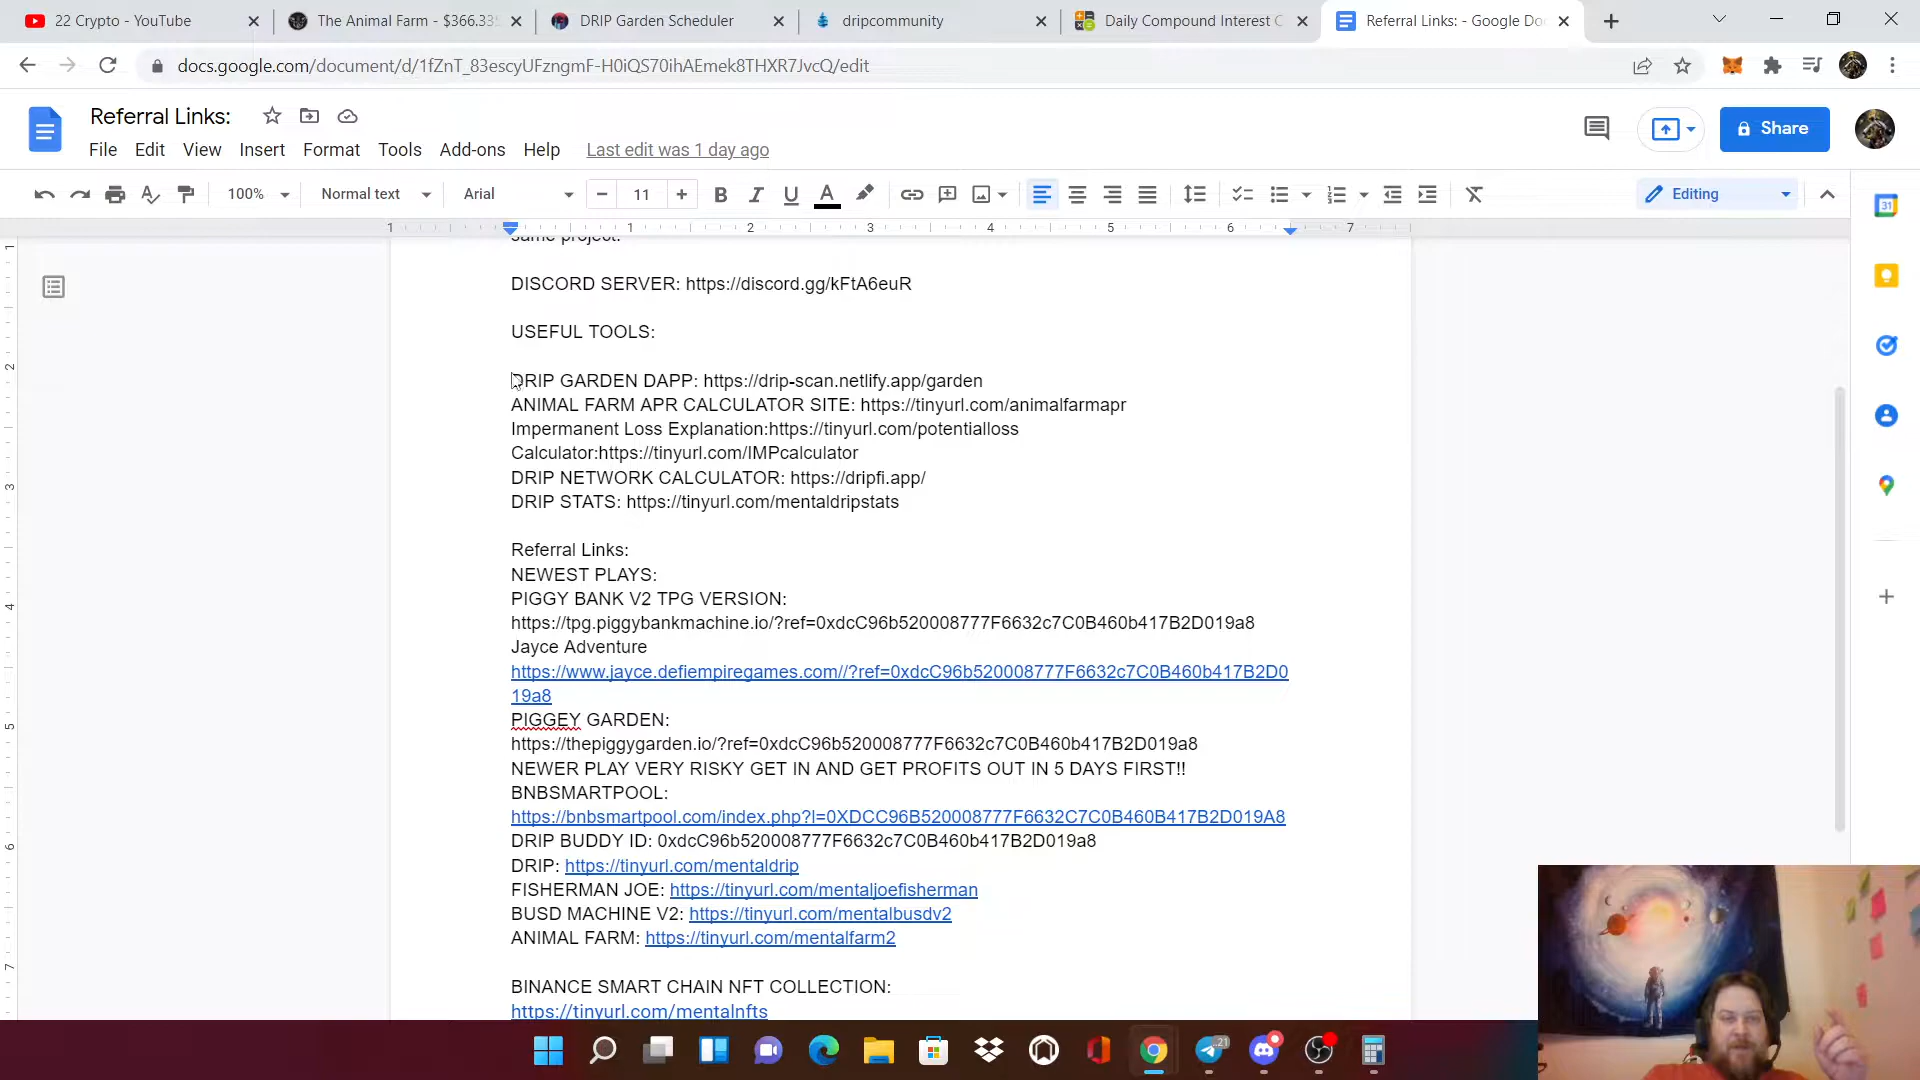 22 Crypto - YouTube
The Animal Farm - $366.33
DRIP Garden Scheduler
dripcommunity
Daily Compound Interest C
Referral Links: - Google Do
docs.google.com/document/d/1fZnT_83escyUFzngmF-H0iQS70ihAEmek8THXR7JvcQ/edit
Referral Links:
Share
File Edit View Insert Format Tools Add-ons Help Last edit was 1 day ago
100% Normal text Arial 11 Editing
1 1 2 3 4 5 6 7
same project.
DISCORD SERVER: https://discord.gg/kFtA6euR
USEFUL TOOLS:
DRIP GARDEN DAPP: https://drip-scan.netlify.app/garden
ANIMAL FARM APR CALCULATOR SITE: https://tinyurl.com/animalfarmapr
Impermanent Loss Explanation:https://tinyurl.com/potentialloss
Calculator:https://tinyurl.com/IMPcalculator
DRIP NETWORK CALCULATOR: https://dripfi.app/
DRIP STATS: https://tinyurl.com/mentaldripstats
Referral Links:
NEWEST PLAYS:
PIGGY BANK V2 TPG VERSION:
https://tpg.piggybankmachine.io/?ref=0xdcC96b520008777F6632c7C0B460b417B2D019a8
Jayce Adventure
https://www.jayce.defiempiregames.com//?ref=0xdcC96b520008777F6632c7C0B460b417B2D0
19a8
PIGGEY GARDEN:
https://thepiggygarden.io/?ref=0xdcC96b520008777F6632c7C0B460b417B2D019a8
NEWER PLAY VERY RISKY GET IN AND GET PROFITS OUT IN 5 DAYS FIRST!!
BNBSMARTPOOL:
https://bnbsmartpool.com/index.php?l=0XDCC96B520008777F6632C7C0B460B417B2D019A8
DRIP BUDDY ID: 0xdcC96b520008777F6632c7C0B460b417B2D019a8
DRIP: https://tinyurl.com/mentaldrip
FISHERMAN JOE: https://tinyurl.com/mentaljoefisherman
BUSD MACHINE V2: https://tinyurl.com/mentalbusdv2
ANIMAL FARM: https://tinyurl.com/mentalfarm2
BINANCE SMART CHAIN NFT COLLECTION:
https://tinyurl.com/mentalnfts